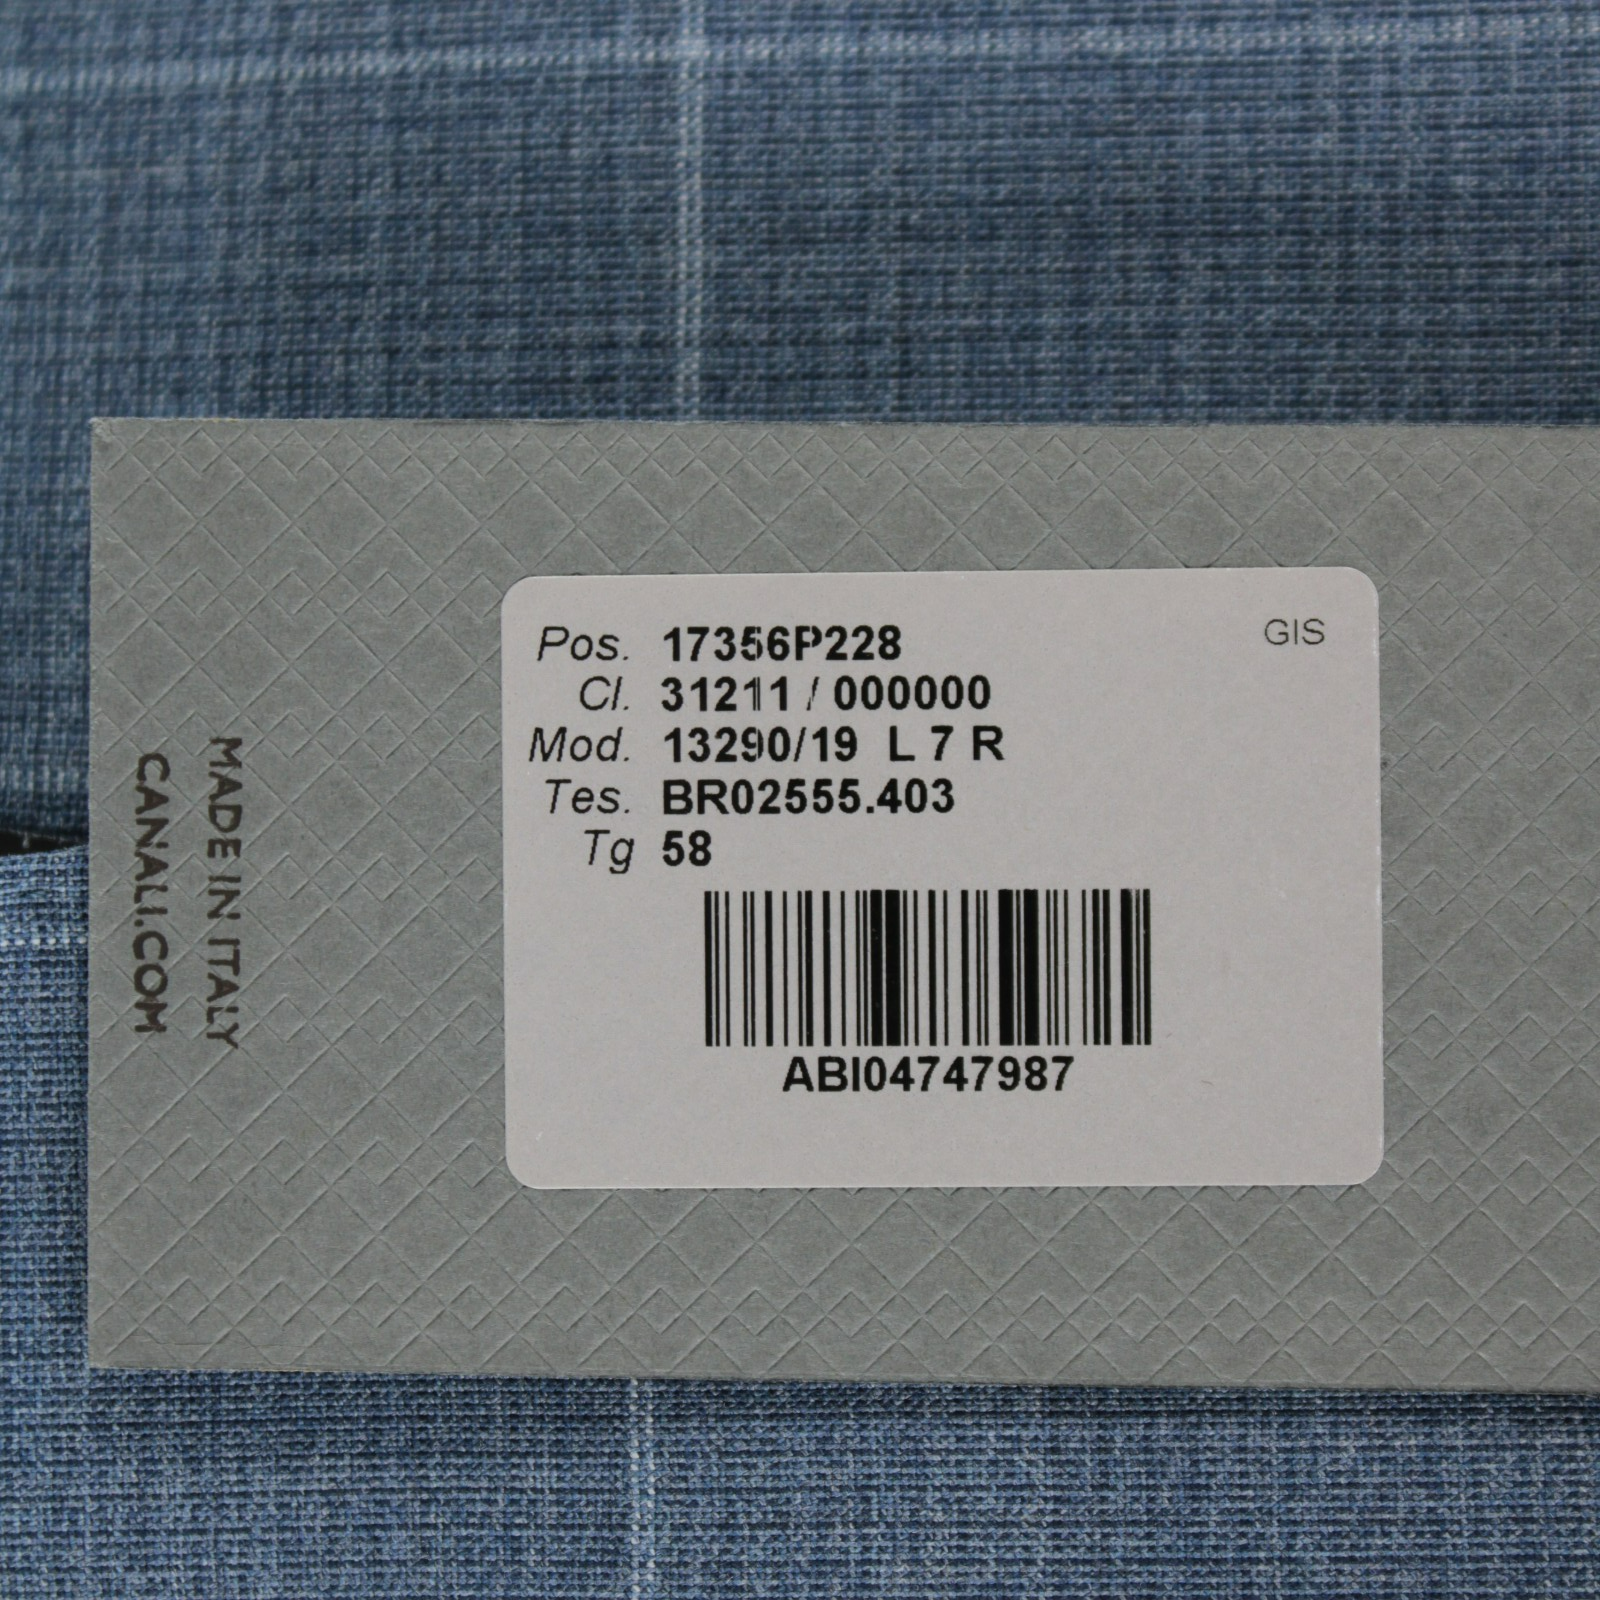 Pos. 17356P228
GIS
Cl. 31211 / 000000
Mod. 13290/19 L 7 R
Tes. BR02555.403
Tg 58
ABI04747987
MADE IN ITALY
CANALI.COM